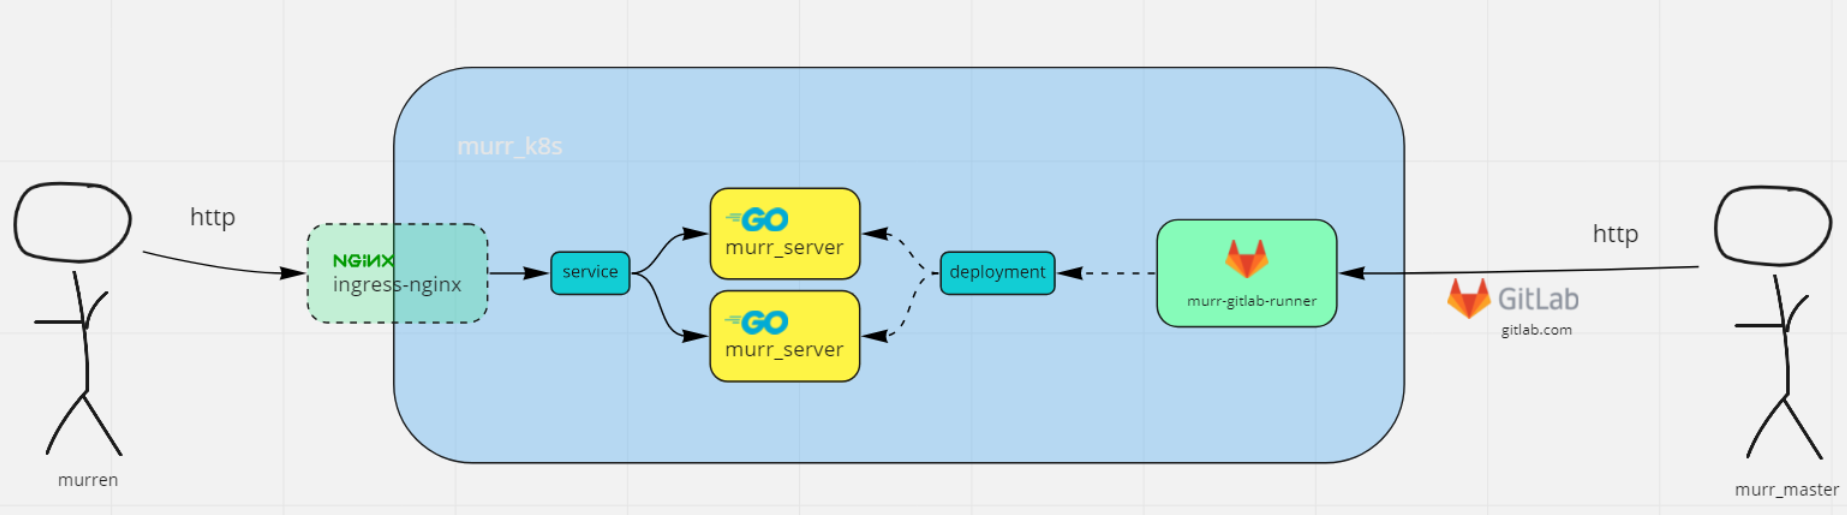 murr_k8s
http
NGINX
ingress-nginx
service
GO
murr_server
GO
murr_server
deployment
murr-gitlab-runner
http
GitLab
gitlab.com
murren
murr_master